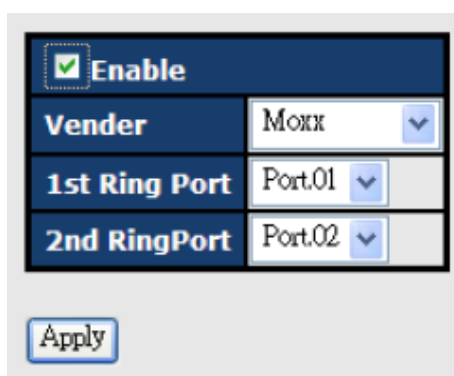 Enable
Vender Moxx
1st Ring Port Port.01
2nd RingPort Port.02
Apply